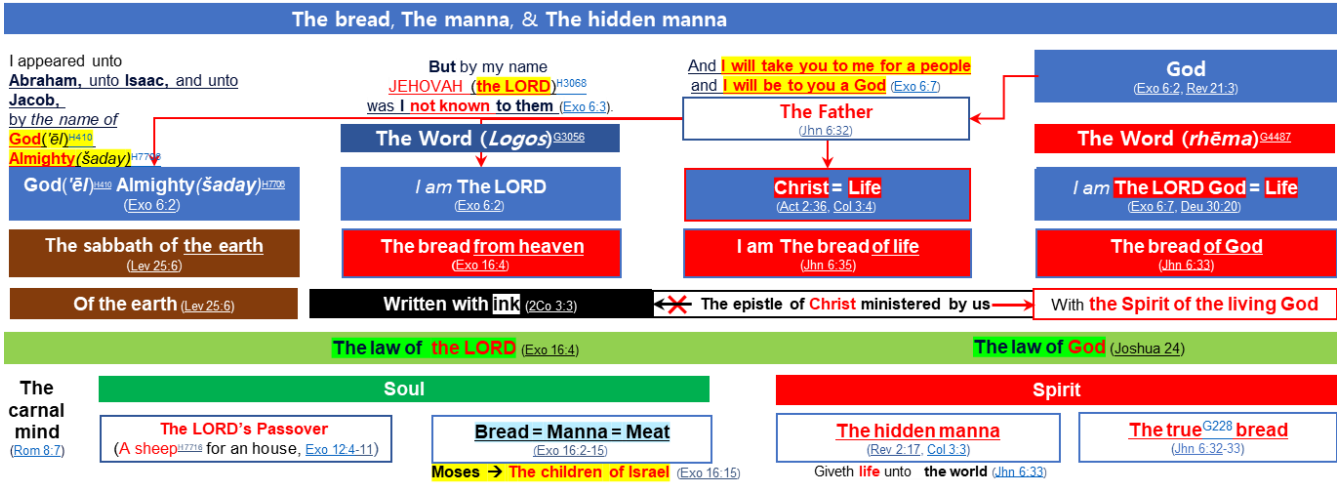 The bread, The manna, & The hidden manna
I appeared unto
Abraham, unto Isaac, and unto
Jacob,
by the name of
God('ēl)H410
Almighty(šaday)H7706
But by my name
JEHOVAH (the LORD)H3068
was I not known to them (Exo 6:3).
And I will take you to me for a people
and I will be to you a God (Exo 6:7)
God
(Exo 6:2, Rev 21:3)
The Father
(Jhn 6:32)
The Word (Logos)G3056
The Word (rhēma)G4487
God('ēl)H410 Almighty(šaday)H7706
(Exo 6:2)
I am The LORD
(Exo 6:2)
Christ = Life
(Act 2:36, Col 3:4)
I am The LORD God = Life
(Exo 6:7, Deu 30:20)
The sabbath of the earth
(Lev 25:6)
The bread from heaven
(Exo 16:4)
I am The bread of life
(Jhn 6:35)
The bread of God
(Jhn 6:33)
Of the earth (Lev 25:6)
Written with ink (2Co 3:3)
The epistle of Christ ministered by us
With the Spirit of the living God
The law of the LORD (Exo 16:4)
The law of God (Joshua 24)
The
carnal
mind
(Rom 8:7)
Soul
Spirit
The LORD's Passover
(A sheepH7716 for an house, Exo 12:4-11)
Bread = Manna = Meat
(Exo 16:2-15)
Moses → The children of Israel (Exo 16:15)
The hidden manna
(Rev 2:17, Col 3:3)
Giveth life unto the world (Jhn 6:33)
The trueG228 bread
(Jhn 6:32-33)